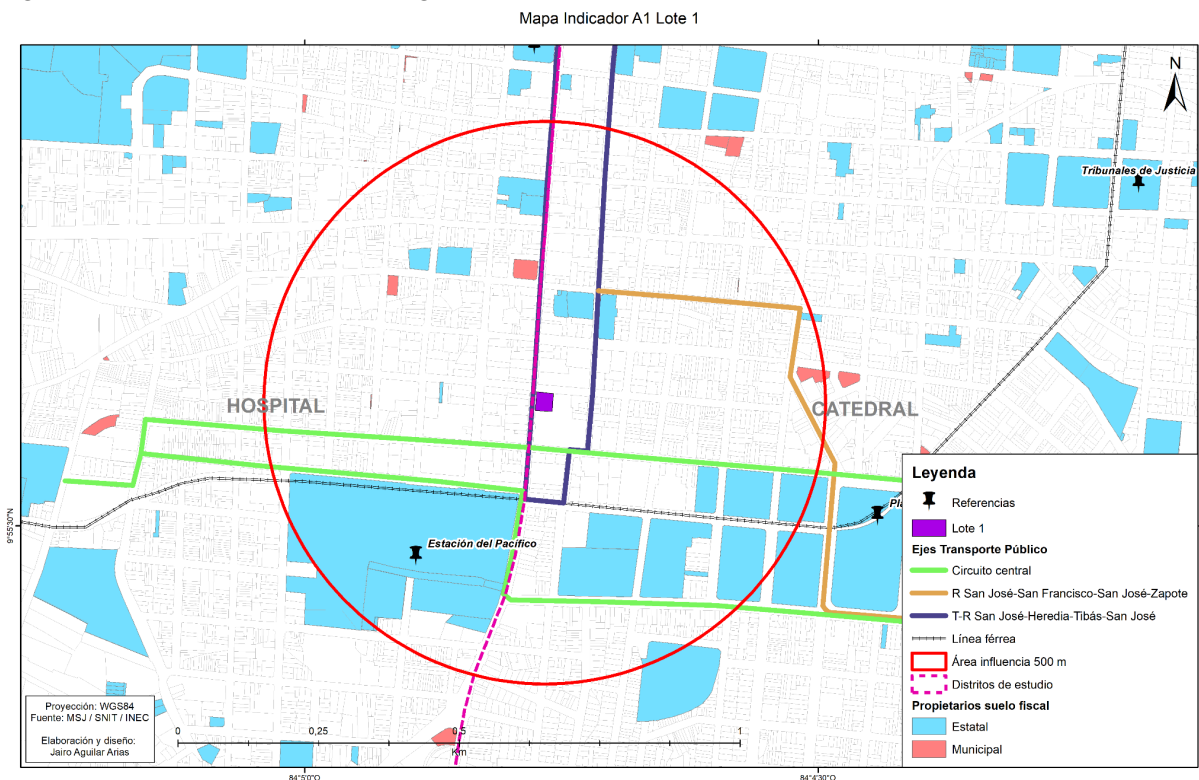 Mapa Indicador A1 Lote 1
N
Tribunales de Justicia
HOSPITAL
CATEDRAL
Estación del Pacífico
Pla
9°55'30"N
Leyenda
Referencias
Lote 1
Ejes Transporte Público
Circuito central
R San José-San Francisco-San José-Zapote
T-R San José-Heredia-Tibás-San José
Línea férrea
Área influencia 500 m
Distritos de estudio
Propietarios suelo fiscal
Estatal
Municipal
Proyección: WGS84
Fuente: MSJ / SNIT / INEC
Elaboración y diseño:
Jairo Aguilar Arias
0 0,25 0,5 1
Km
84°5'0"O 84°4'30"O